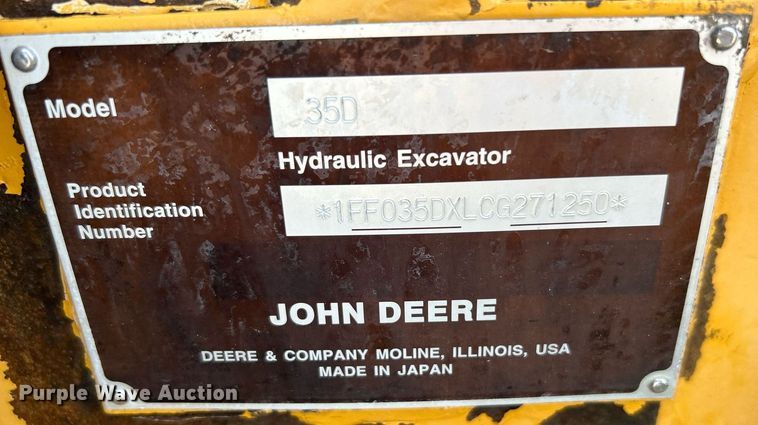 Model 35D
Hydraulic Excavator
Product
Identification
Number
*1FF035DXLCG271250*
JOHN DEERE
DEERE & COMPANY MOLINE, ILLINOIS, USA
MADE IN JAPAN
Purple Wave Auction